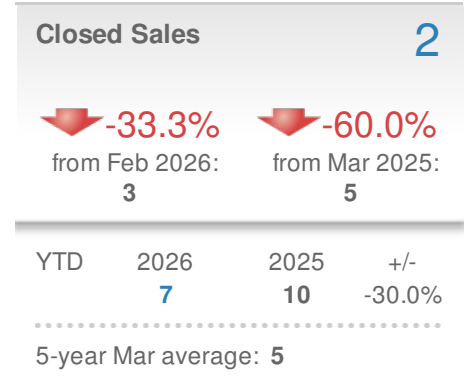 Closed Sales 2
-33.3% -60.0%
from Feb 2026: from Mar 2025:
3 5
YTD 2026 2025 +/-
7 10 -30.0%
5-year Mar average: 5